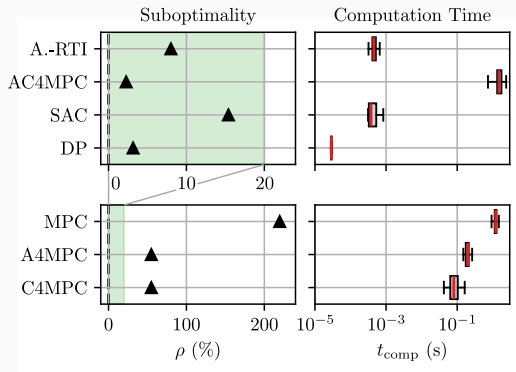 Suboptimality
Computation Time
A.-RTI
AC4MPC
SAC
DP
0 10 20
MPC
A4MPC
C4MPC
0 100 200
10⁻⁵ 10⁻³ 10⁻¹
ρ (%)
t_comp (s)